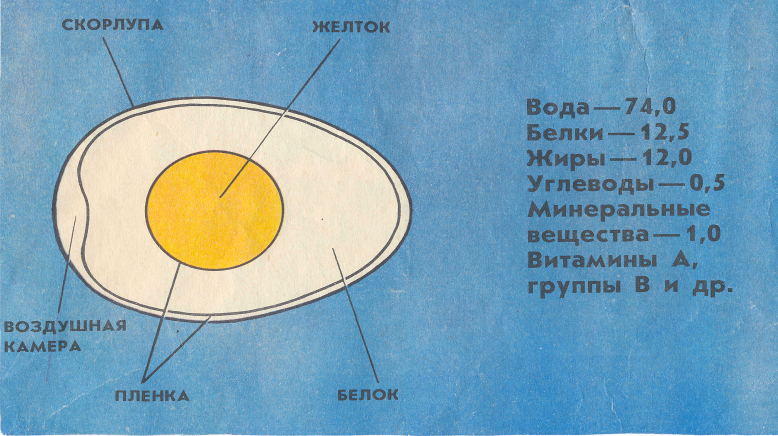 СКОРЛУПА
ЖЕЛТОК
Вода — 74,0
Белки — 12,5
Жиры — 12,0
Углеводы — 0,5
Минеральные
вещества — 1,0
Витамины А,
группы В и др.
ВОЗДУШНАЯ
КАМЕРА
ПЛЕНКА
БЕЛОК